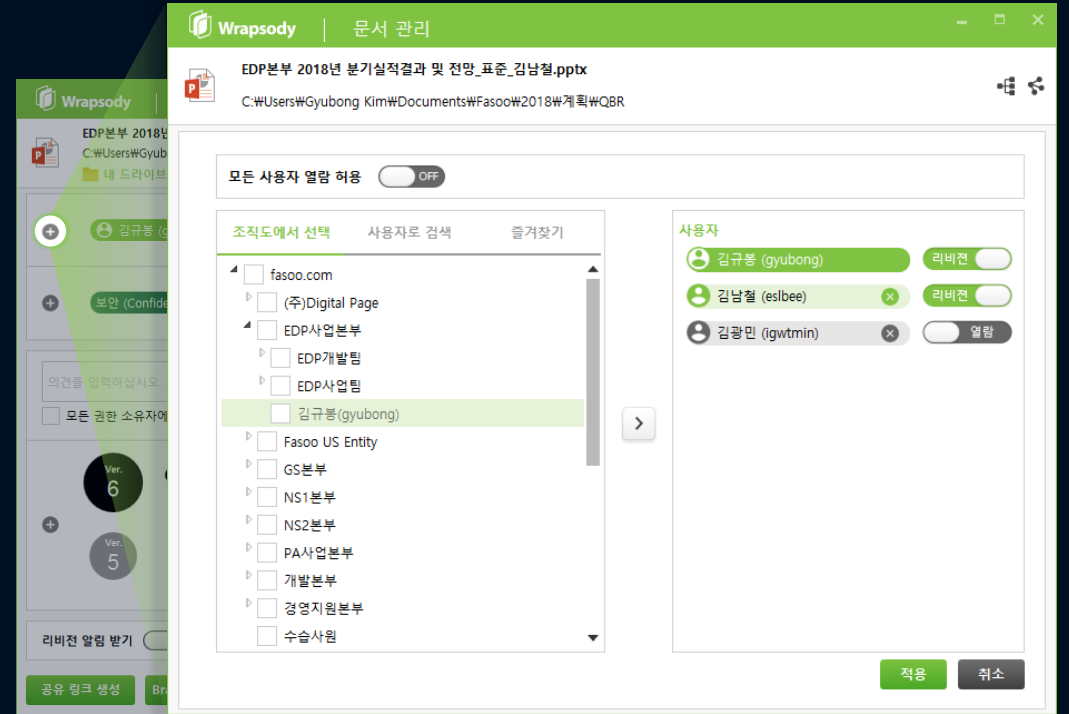 Wrapsody
문서 관리
EDP본부 2018년 분기실적결과 및 전망_표준_김남철.pptx
C:₩Users₩Gyubong Kim₩Documents₩Fasoo₩2018₩계획₩QBR
모든 사용자 열람 허용 OFF
조직도에서 선택 사용자로 검색 즐겨찾기
fasoo.com
(주)Digital Page
EDP사업본부
EDP개발팀
EDP사업팀
김규봉(gyubong)
Fasoo US Entity
GS본부
NS1본부
NS2본부
PA사업본부
개발본부
경영지원본부
수습사원
사용자
김규봉 (gyubong) 리비젼
김남철 (eslbee) 리비젼
김광민 (igwtmin) 열람
적용 취소
Wrapsody
EDP본부 2018년
C:₩Users₩Gyub
내 드라이브
김규봉 (g
보안 (Confide
의견을 입력하십시오.
모든 권한 소유자에
Ver.
6
Ver.
5
리비전 알림 받기
공유 링크 생성 Bra